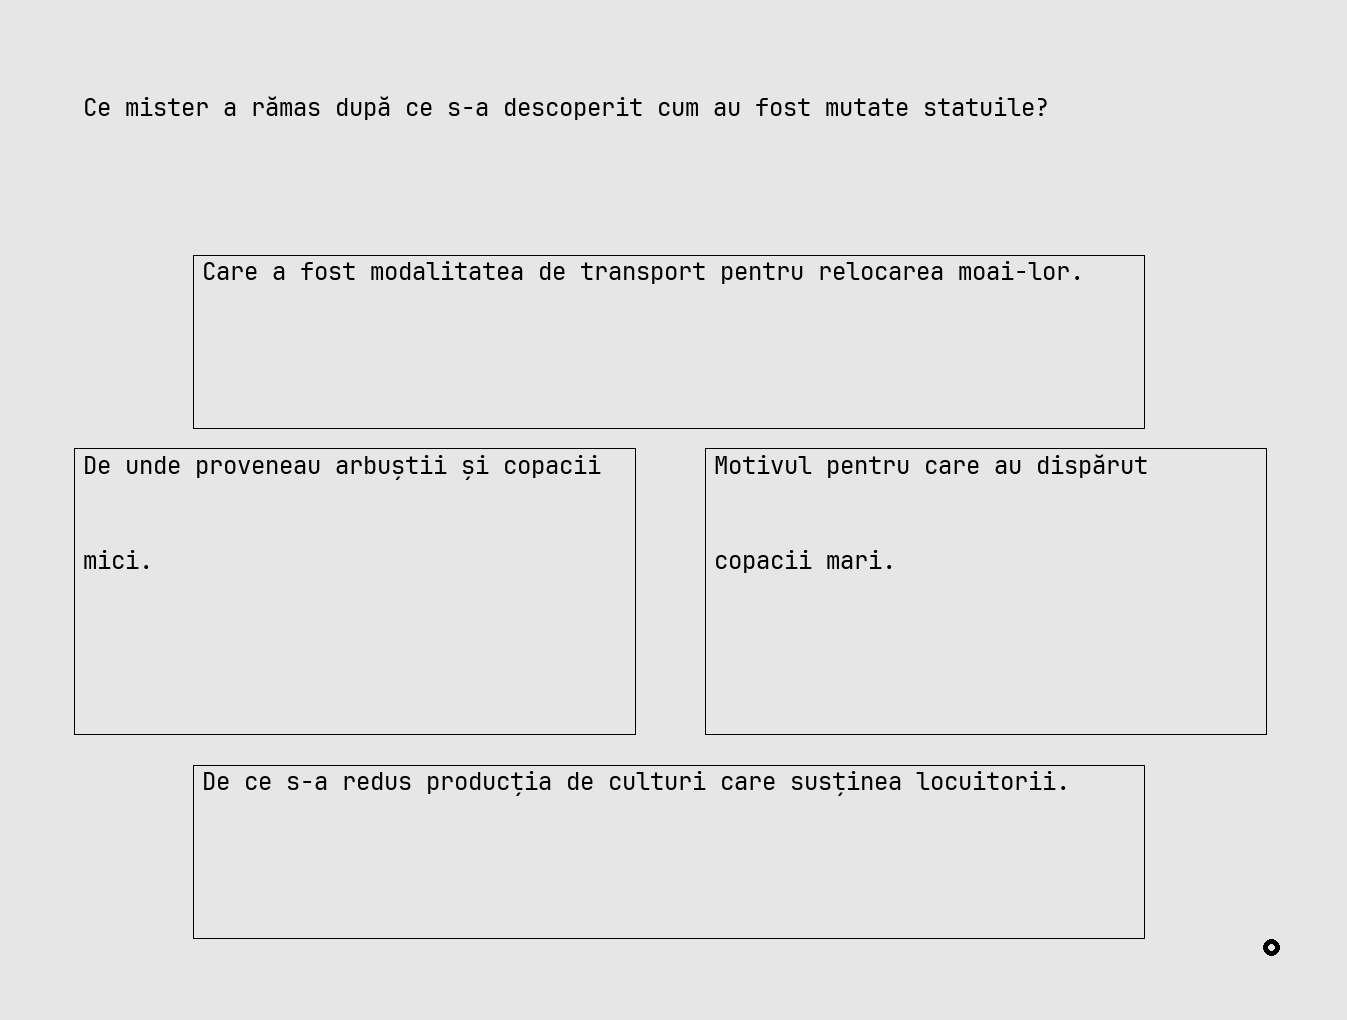 Ce mister a rămas după ce s-a descoperit cum au fost mutate statuile?
Care a fost modalitatea de transport pentru relocarea moai-lor.
De unde proveneau arbuștii și copacii
mici.
Motivul pentru care au dispărut
copacii mari.
De ce s-a redus producția de culturi care susținea locuitorii.